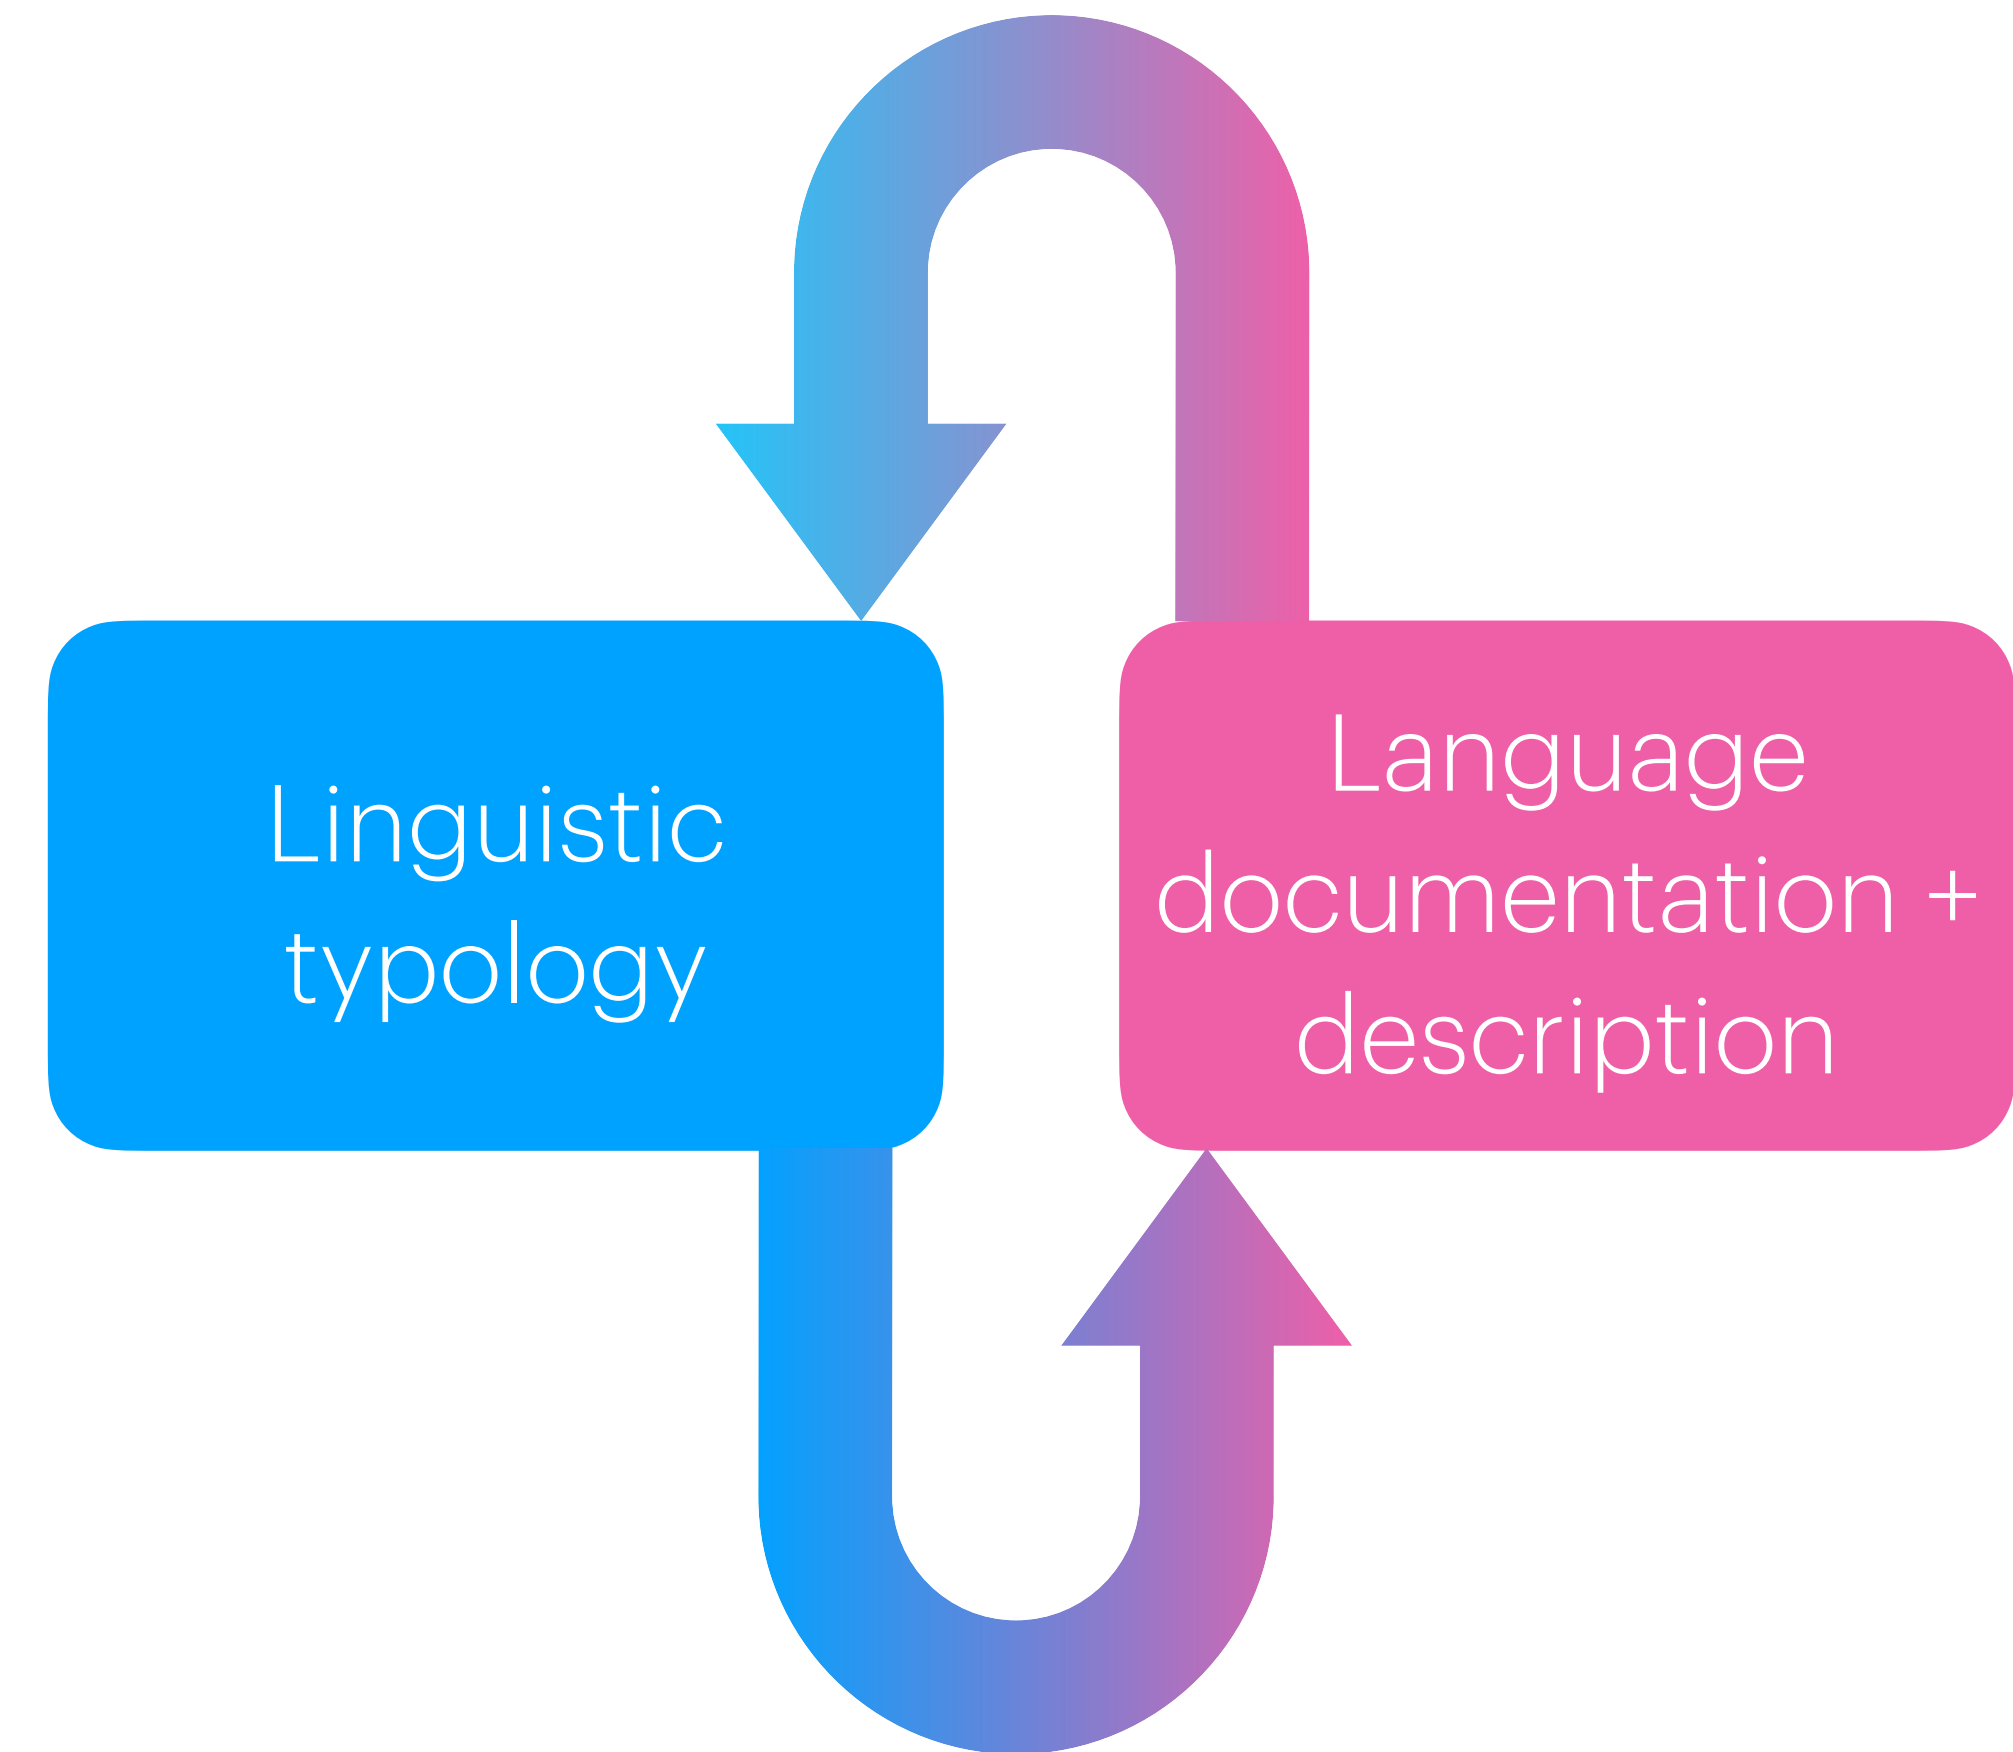 Linguistic
typology
Language
documentation +
description